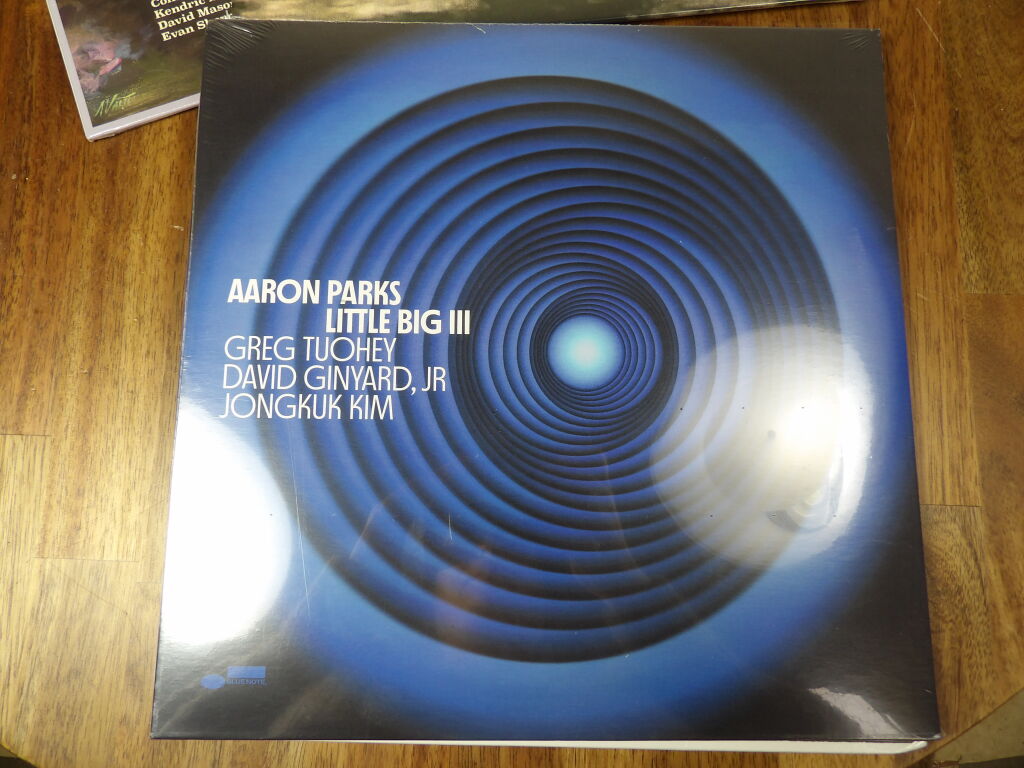 Kendric
David Maso
Evan
AARON PARKS
LITTLE BIG III
GREG TUOHEY
DAVID GINYARD, JR
JONGKUK KIM
BLUE NOTE